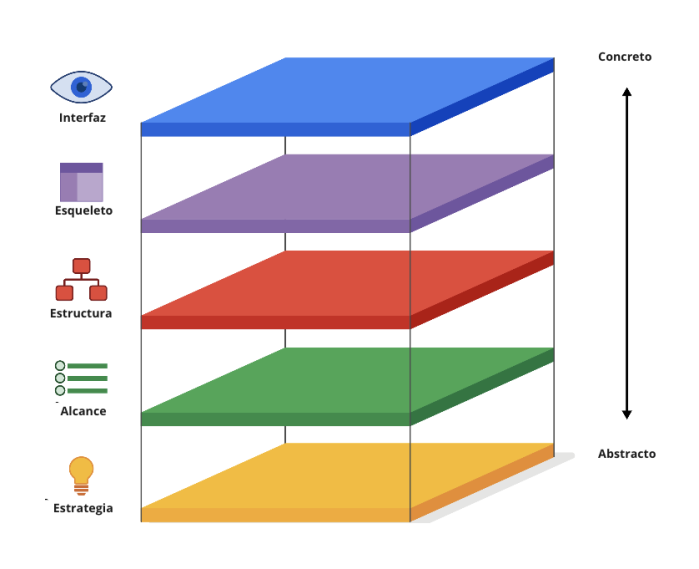 Concreto
Interfaz
Esqueleto
Estructura
Alcance
Abstracto
Estrategia